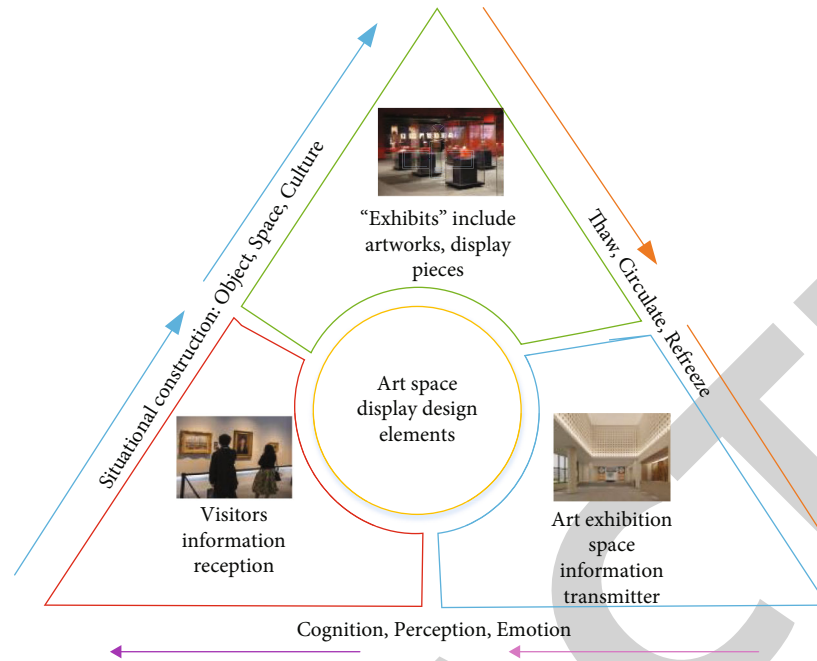 "Exhibits" include
artworks, display
pieces
Situational construction: Object, Space, Culture
Thaw, Circulate, Refreeze
Art space
display design
elements
Visitors
information
reception
Art exhibition
space
information
transmitter
Cognition, Perception, Emotion